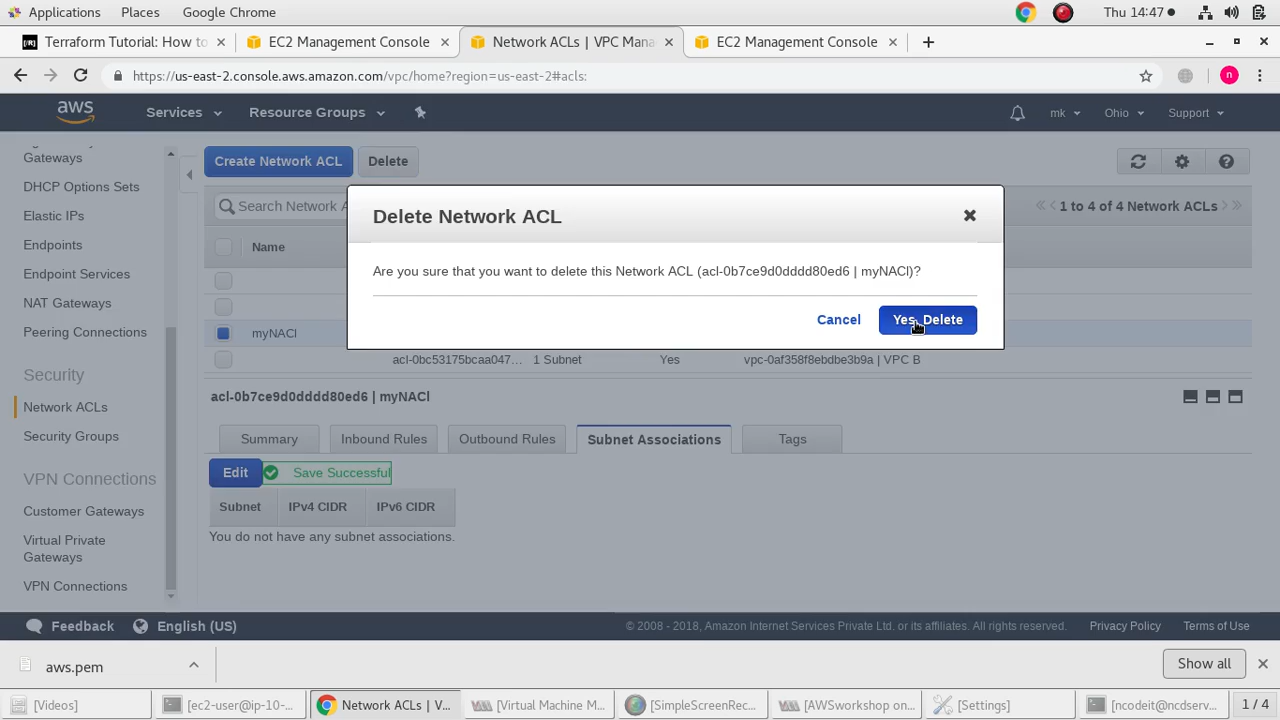 Applications Places Google Chrome Thu 14:47
Terraform Tutorial: How to
EC2 Management Console
Network ACLs | VPC Mana
EC2 Management Console
https://us-east-2.console.aws.amazon.com/vpc/home?region=us-east-2#acls:
n
aws Services Resource Groups mk Ohio Support
Gateways
DHCP Options Sets
Elastic IPs
Endpoints
Endpoint Services
NAT Gateways
Peering Connections
Security
Network ACLs
Security Groups
VPN Connections
Customer Gateways
Virtual Private
Gateways
VPN Connections
Create Network ACL Delete
Search Network A
1 to 4 of 4 Network ACLs
Name
Delete Network ACL
Are you sure that you want to delete this Network ACL (acl-0b7ce9d0dddd80ed6 | myNACl)?
Cancel Yes, Delete
myNACl
acl-0bc53175bcaa047... 1 Subnet Yes vpc-0af358f8ebdbe3b9a | VPC B
acl-0b7ce9d0dddd80ed6 | myNACl
Summary Inbound Rules Outbound Rules Subnet Associations Tags
Edit Save Successful
Subnet IPv4 CIDR IPv6 CIDR
You do not have any subnet associations.
Feedback English (US) © 2008 - 2018, Amazon Internet Services Private Ltd. or its affiliates. All rights reserved. Privacy Policy Terms of Use
aws.pem Show all
[Videos] [ec2-user@ip-10-... Network ACLs | V... [Virtual Machine M... [SimpleScreenRec... [AWSworkshop on... [Settings] [ncodeit@ncdserv... 1 / 4